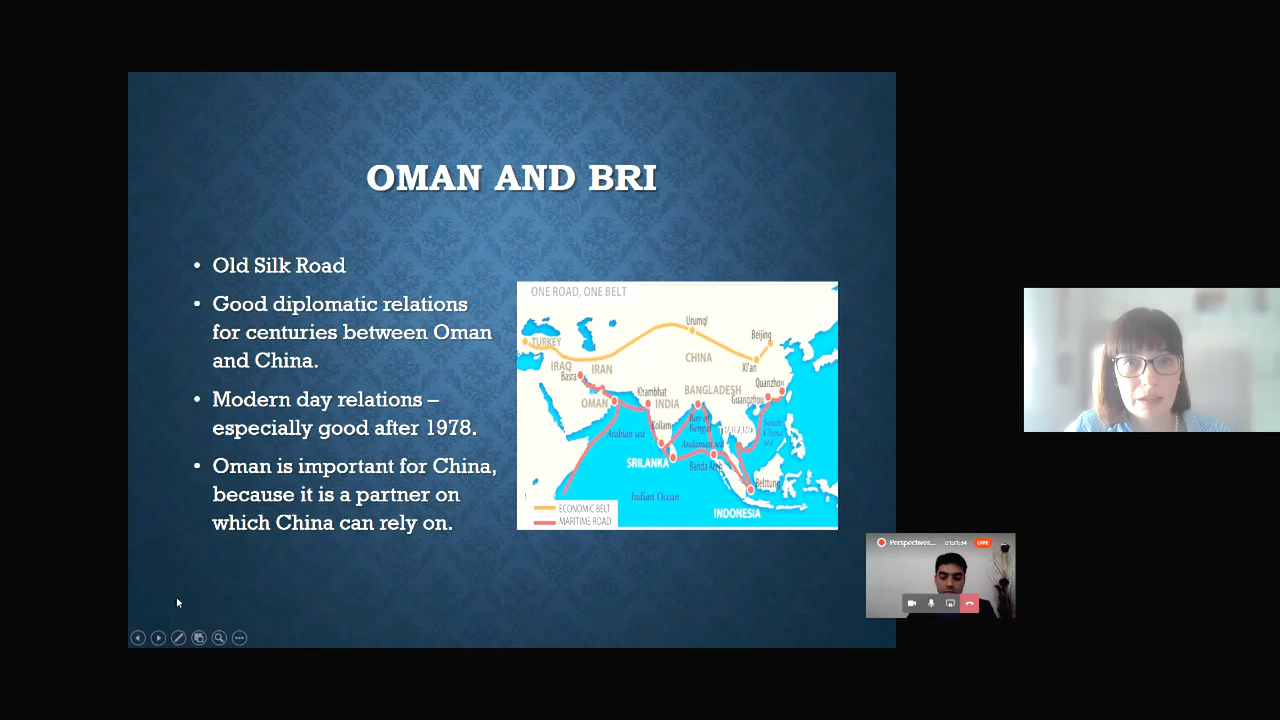 OMAN AND BRI
• Old Silk Road
• Good diplomatic relations
for centuries between Oman
and China.
• Modern day relations –
especially good after 1978.
• Oman is important for China,
because it is a partner on
which China can rely on.
ONE ROAD, ONE BELT
Urumqi
Beijing
TURKEY
CHINA
Xi'an
IRAQ
IRAN
Basra
Quanzhou
Khambhat
BANGLADESH
Guangzhou
OMAN
INDIA
Bay of
Bengal
THAILAND
South
China
sea
Kollam
Arabian sea
Andaman sea
SRILANKA
Banda Aceh
Belitung
Indian Ocean
INDONESIA
ECONOMIC BELT
MARITIME ROAD
Perspectives...
LIVE